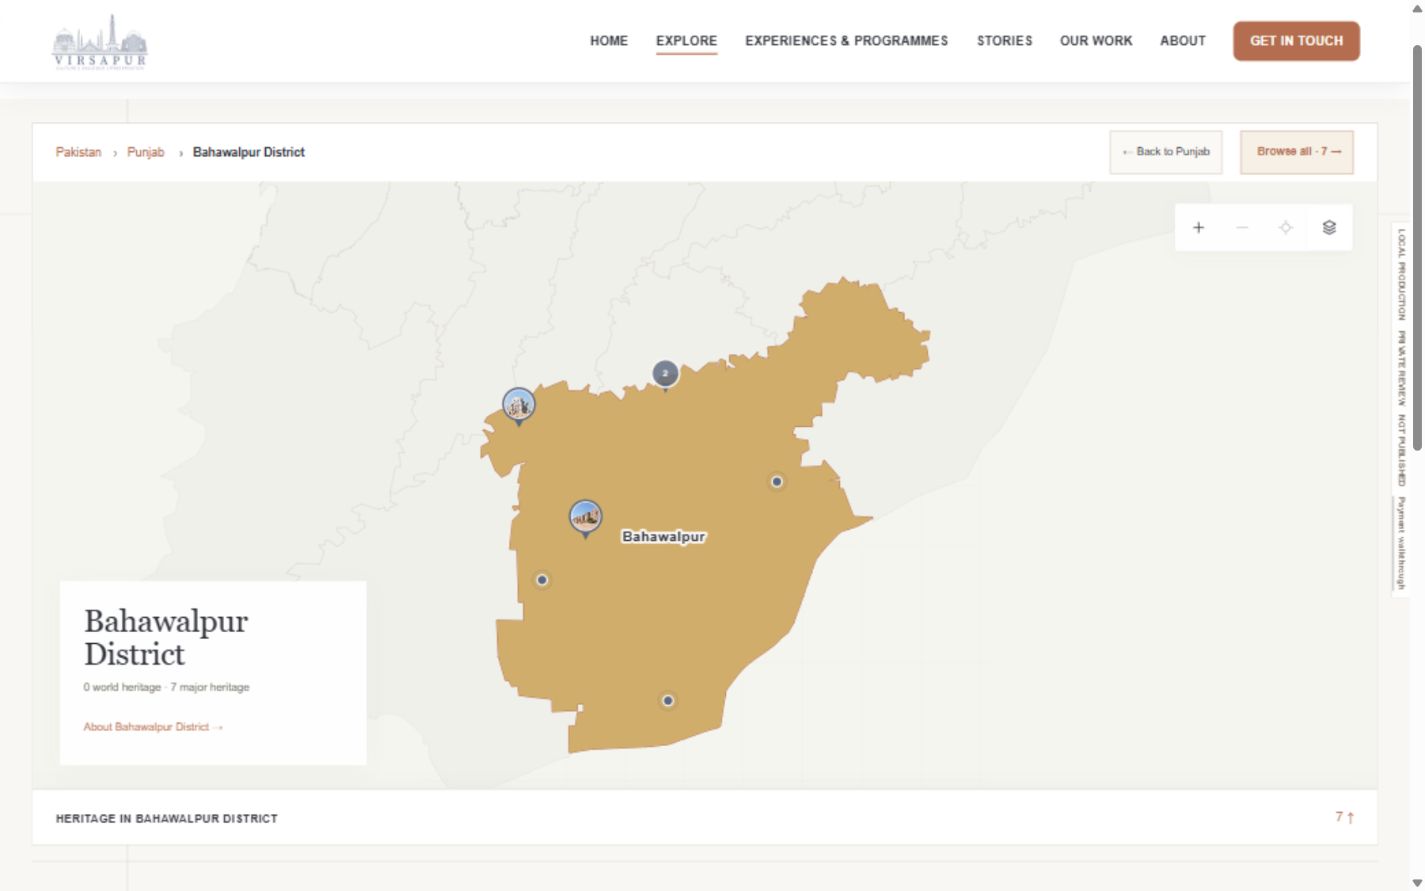 VIRSAPUR
HOME
EXPLORE
EXPERIENCES & PROGRAMMES
STORIES
OUR WORK
ABOUT
GET IN TOUCH
Pakistan › Punjab › Bahawalpur District
← Back to Punjab
Browse all · 7 →
2
Bahawalpur
Bahawalpur
District
0 world heritage · 7 major heritage
About Bahawalpur District →
HERITAGE IN BAHAWALPUR DISTRICT
7 ↑
LOCAL PRODUCTION PRIVATE REVIEW NOT PUBLISHED Payment walkthrough